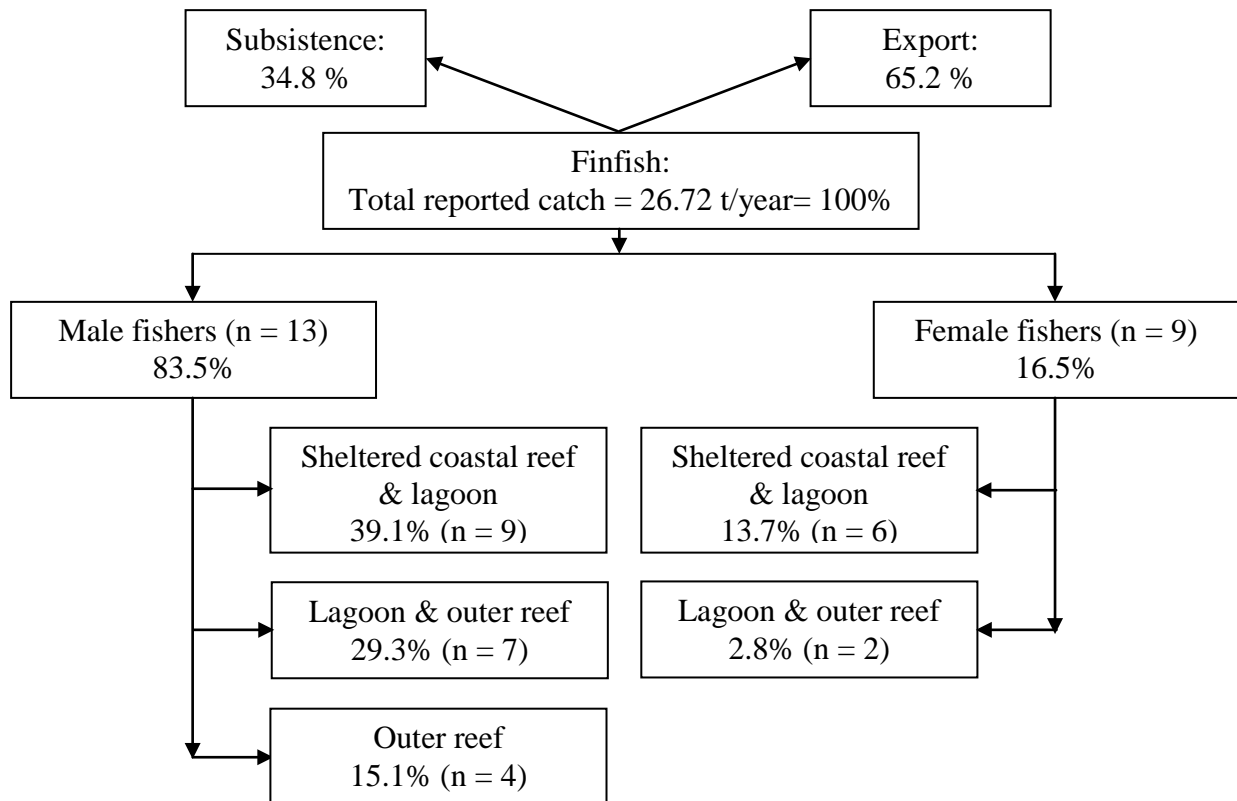 Subsistence:
34.8 %
Export:
65.2 %
Finfish:
Total reported catch = 26.72 t/year= 100%
Male fishers (n = 13)
83.5%
Female fishers (n = 9)
16.5%
Sheltered coastal reef
& lagoon
39.1% (n = 9)
Sheltered coastal reef
& lagoon
13.7% (n = 6)
Lagoon & outer reef
29.3% (n = 7)
Lagoon & outer reef
2.8% (n = 2)
Outer reef
15.1% (n = 4)